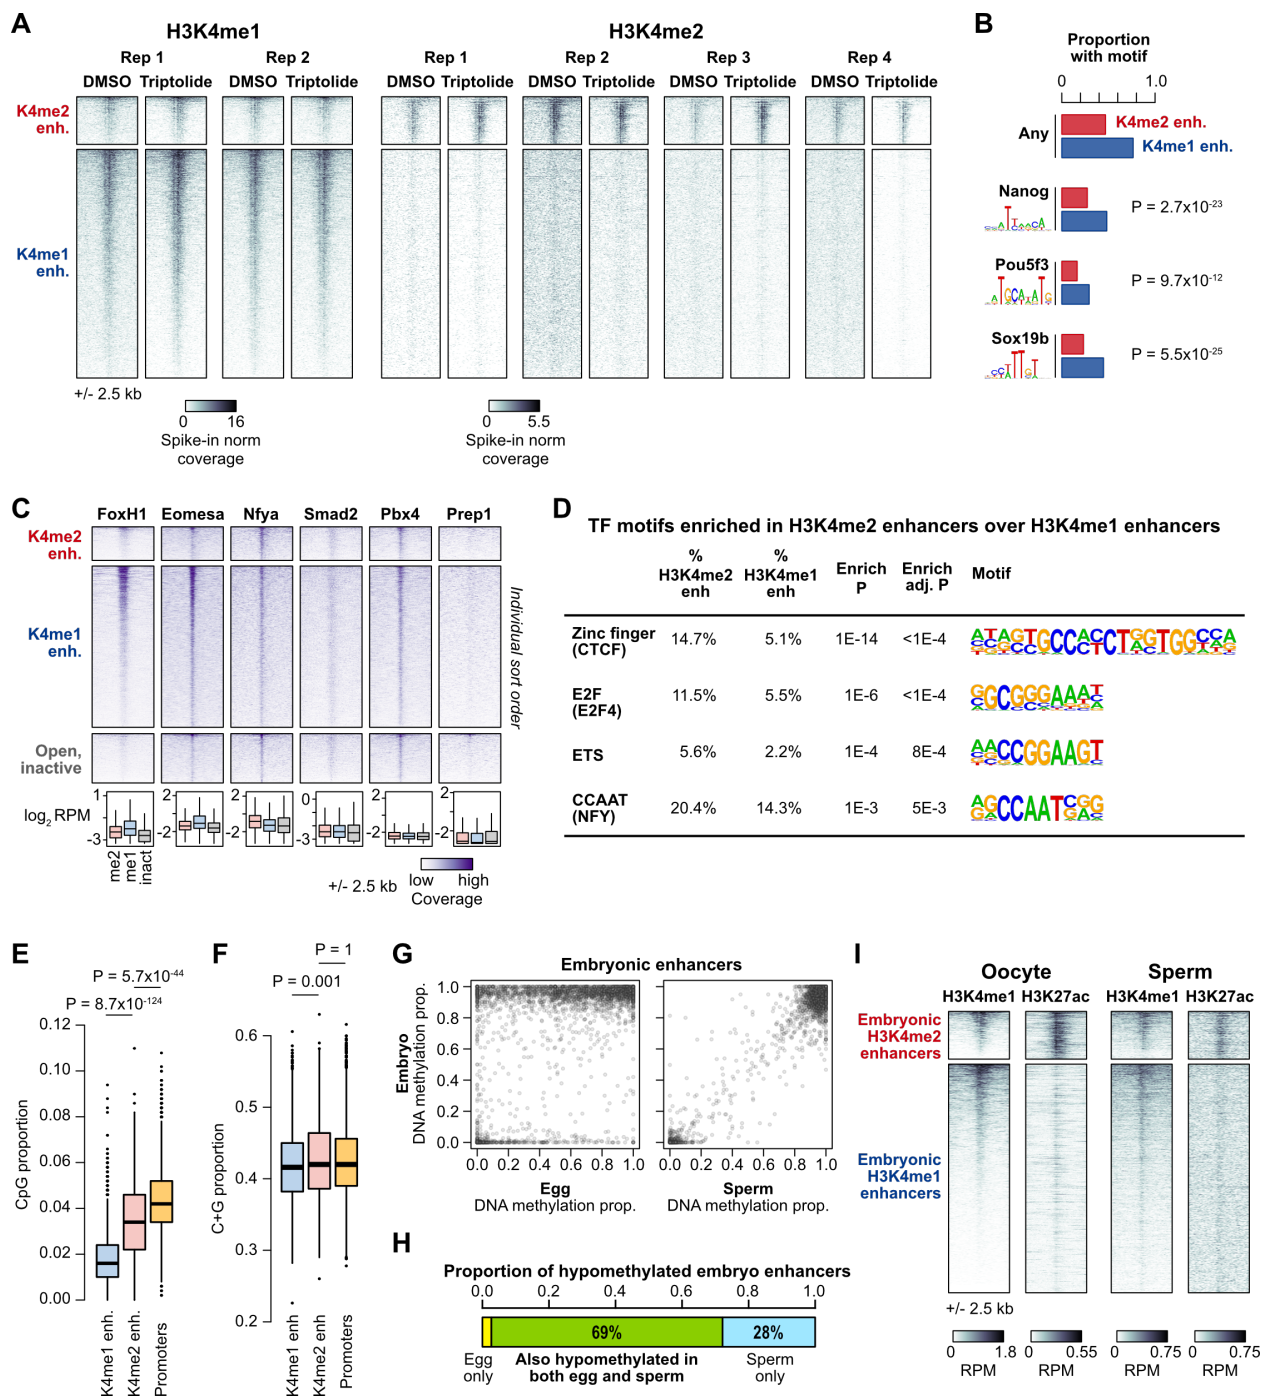 A
H3K4me1
H3K4me2
Rep 1
Rep 2
Rep 1
Rep 2
Rep 3
Rep 4
DMSO Triptolide DMSO Triptolide DMSO Triptolide DMSO Triptolide DMSO Triptolide DMSO Triptolide
K4me2
enh.
K4me1
enh.
+/- 2.5 kb
0 16
Spike-in norm
coverage
0 5.5
Spike-in norm
coverage
B
Proportion
with motif
0 1.0
Any
K4me2 enh.
K4me1 enh.
Nanog
P = 2.7x10-23
Pou5f3
P = 9.7x10-12
Sox19b
P = 5.5x10-25
C
FoxH1 Eomesa Nfya Smad2 Pbx4 Prep1
K4me2
enh.
K4me1
enh.
Open,
inactive
Individual sort order
log2 RPM
1
-3
2
-2
2
-2
0
-3
2
-2
2
-2
me2
me1
inact
+/- 2.5 kb
low high
Coverage
D
TF motifs enriched in H3K4me2 enhancers over H3K4me1 enhancers
% H3K4me2 enh
% H3K4me1 enh
Enrich P
Enrich adj. P
Motif
Zinc finger (CTCF) 14.7% 5.1% 1E-14 <1E-4
E2F (E2F4) 11.5% 5.5% 1E-6 <1E-4
ETS 5.6% 2.2% 1E-4 8E-4
CCAAT (NFY) 20.4% 14.3% 1E-3 5E-3
E
P = 5.7x10-44
P = 8.7x10-124
CpG proportion
0.12
0.10
0.08
0.06
0.04
0.02
0.00
K4me1 enh.
K4me2 enh.
Promoters
F
P = 1
P = 0.001
C+G proportion
0.6
0.5
0.4
0.3
0.2
K4me1 enh
K4me2 enh
Promoters
G
Embryonic enhancers
Embryo
DNA methylation prop.
1.0
0.8
0.6
0.4
0.2
0.0
0.0 0.2 0.4 0.6 0.8 1.0
0.0 0.2 0.4 0.6 0.8 1.0
Egg
DNA methylation prop.
Sperm
DNA methylation prop.
H
Proportion of hypomethylated embryo enhancers
0.0 0.2 0.4 0.6 0.8 1.0
69% 28%
Egg
only
Also hypomethylated in
both egg and sperm
Sperm
only
I
Oocyte Sperm
H3K4me1 H3K27ac H3K4me1 H3K27ac
Embryonic
H3K4me2
enhancers
Embryonic
H3K4me1
enhancers
+/- 2.5 kb
0 1.8
RPM
0 0.55
RPM
0 0.75
RPM
0 0.75
RPM